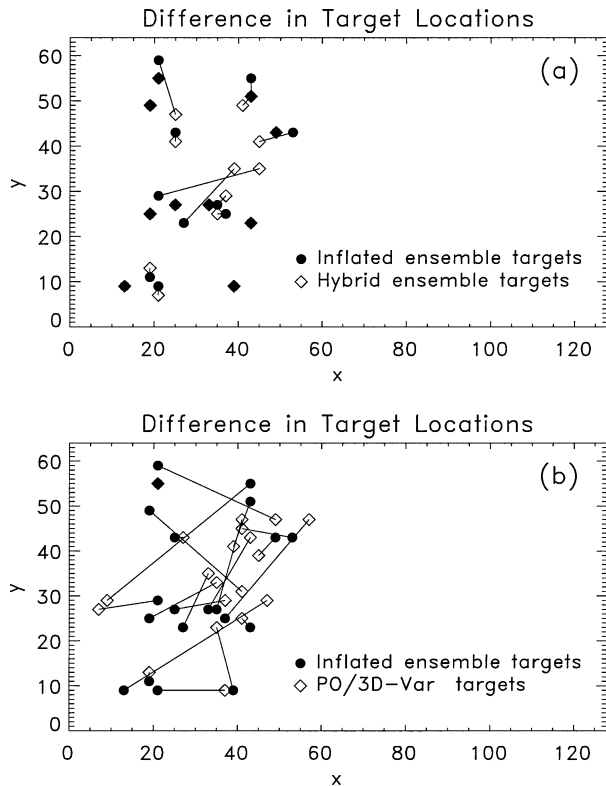 Difference in Target Locations
(a)
60
50
40
30
20
10
0
y
Inflated ensemble targets
Hybrid ensemble targets
0 20 40 60 80 100 120
x
Difference in Target Locations
(b)
60
50
40
30
20
10
0
y
Inflated ensemble targets
PO/3D-Var targets
0 20 40 60 80 100 120
x